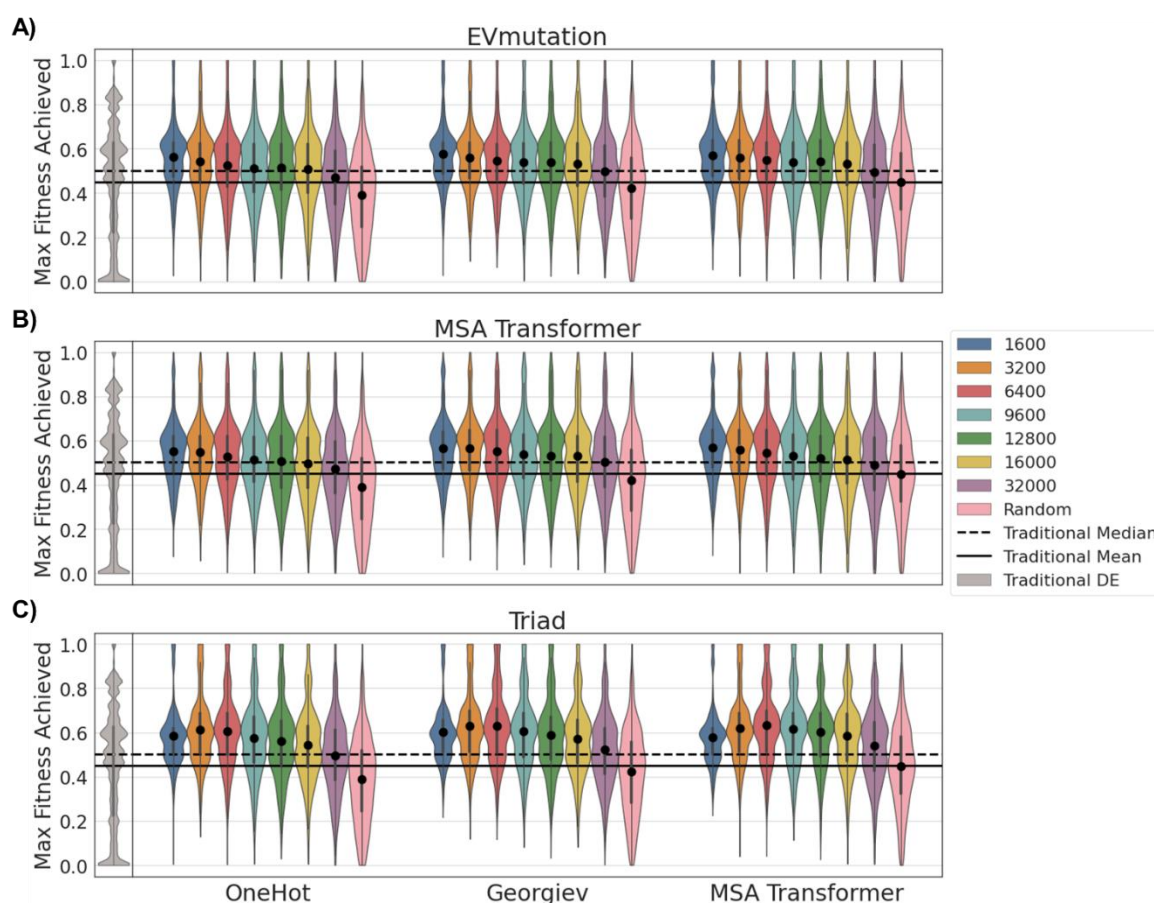 A)
EVmutation
Max Fitness Achieved
1.0
0.8
0.6
0.4
0.2
0.0
B)
MSA Transformer
Max Fitness Achieved
1.0
0.8
0.6
0.4
0.2
0.0
1600
3200
6400
9600
12800
16000
32000
Random
Traditional Median
Traditional Mean
Traditional DE
C)
Triad
Max Fitness Achieved
1.0
0.8
0.6
0.4
0.2
0.0
OneHot
Georgiev
MSA Transformer